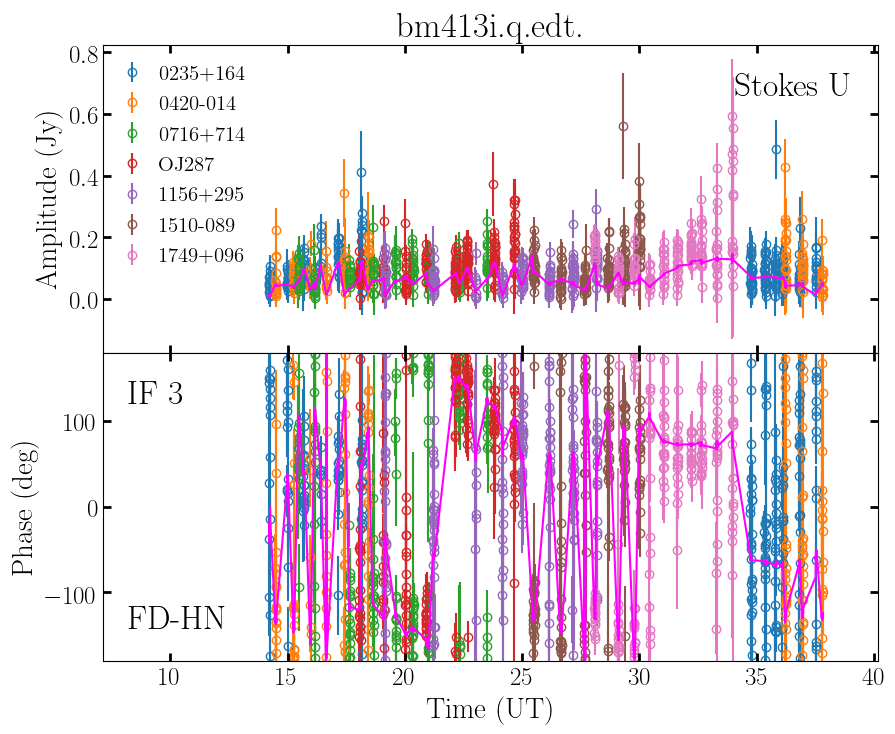 bm413i.q.edt.
Stokes U
0235+164
0420-014
0716+714
OJ287
1156+295
1510-089
1749+096
Amplitude (Jy)
0.8
0.6
0.4
0.2
0.0
IF 3
FD-HN
Phase (deg)
100
0
−100
10
15
20
25
30
35
40
Time (UT)